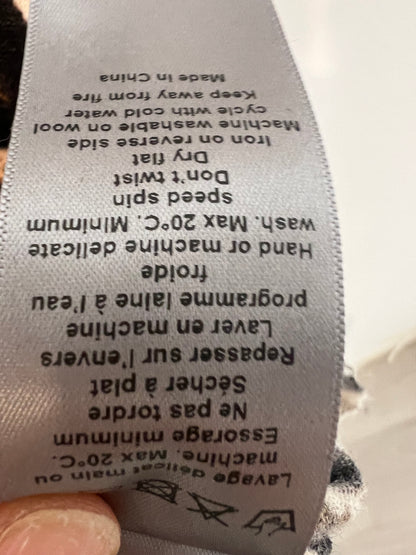 Lavage délicat main ou
machine. Max 20°C.
Essorage minimum
Ne pas tordre
Sécher à plat
Repasser sur l'envers
Laver en machine
programme laine à l'eau
froide
Hand or machine delicate
wash. Max 20°C. Minimum
speed spin
Don't twist
Dry flat
Iron on reverse side
Machine washable on wool
cycle with cold water
Keep away from fire
Made in China